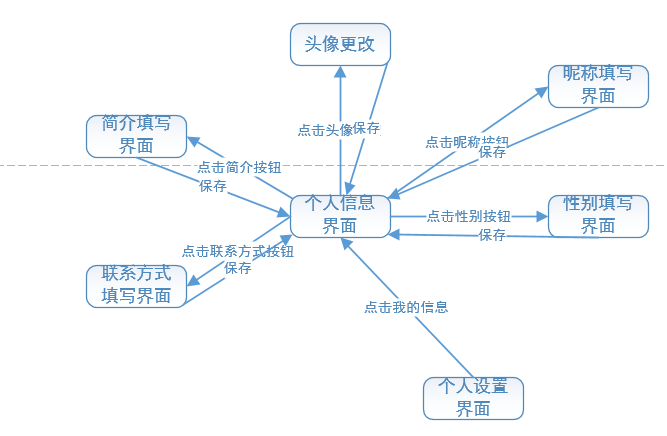 头像更改
昵称填写
界面
简介填写
界面
点击头像
保存
点击昵称按钮
保存
点击简介按钮
保存
个人信息
界面
点击性别按钮
保存
性别填写
界面
点击联系方式按钮
保存
联系方式
填写界面
点击我的信息
个人设置
界面